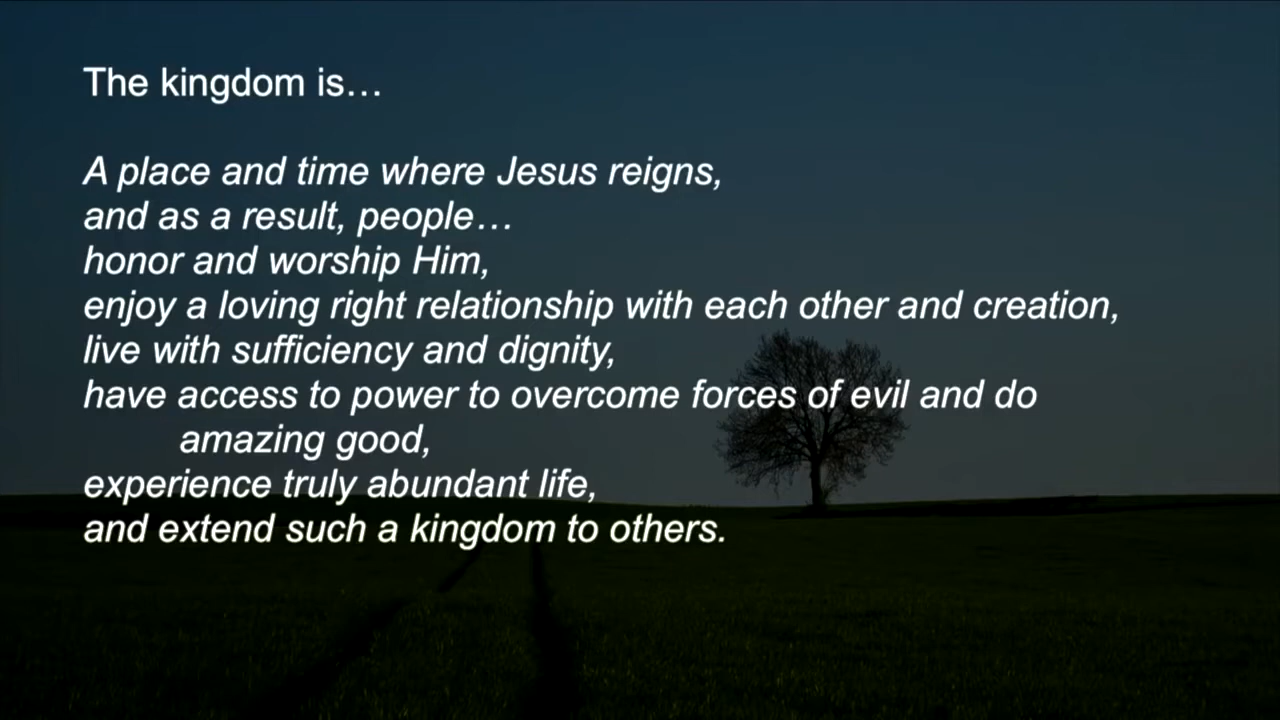 The kingdom is…
A place and time where Jesus reigns,
and as a result, people…
honor and worship Him,
enjoy a loving right relationship with each other and creation,
live with sufficiency and dignity,
have access to power to overcome forces of evil and do
amazing good,
experience truly abundant life,
and extend such a kingdom to others.